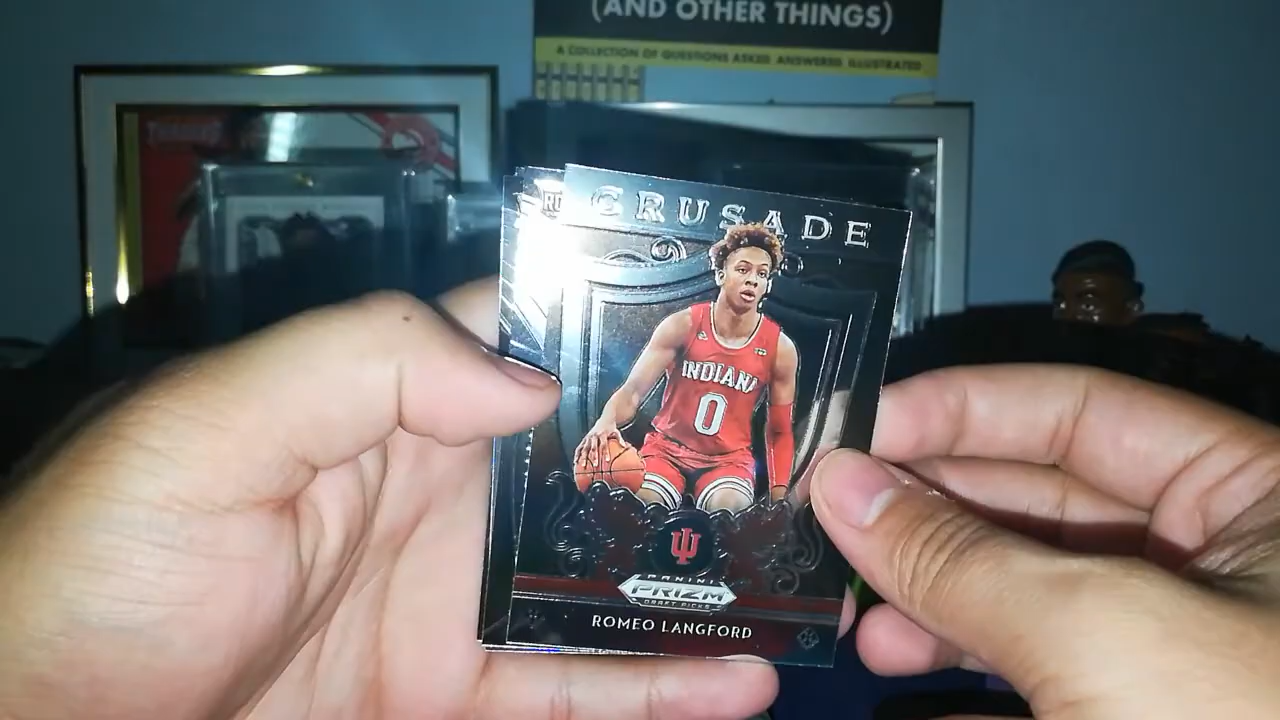 (AND OTHER THINGS)
A COLLECTION OF QUESTIONS ASKED, ANSWERED, ILLUSTRATED
CRUSADE
INDIANA
0
PANINI
PRIZM
DRAFT PICKS
ROMEO LANGFORD